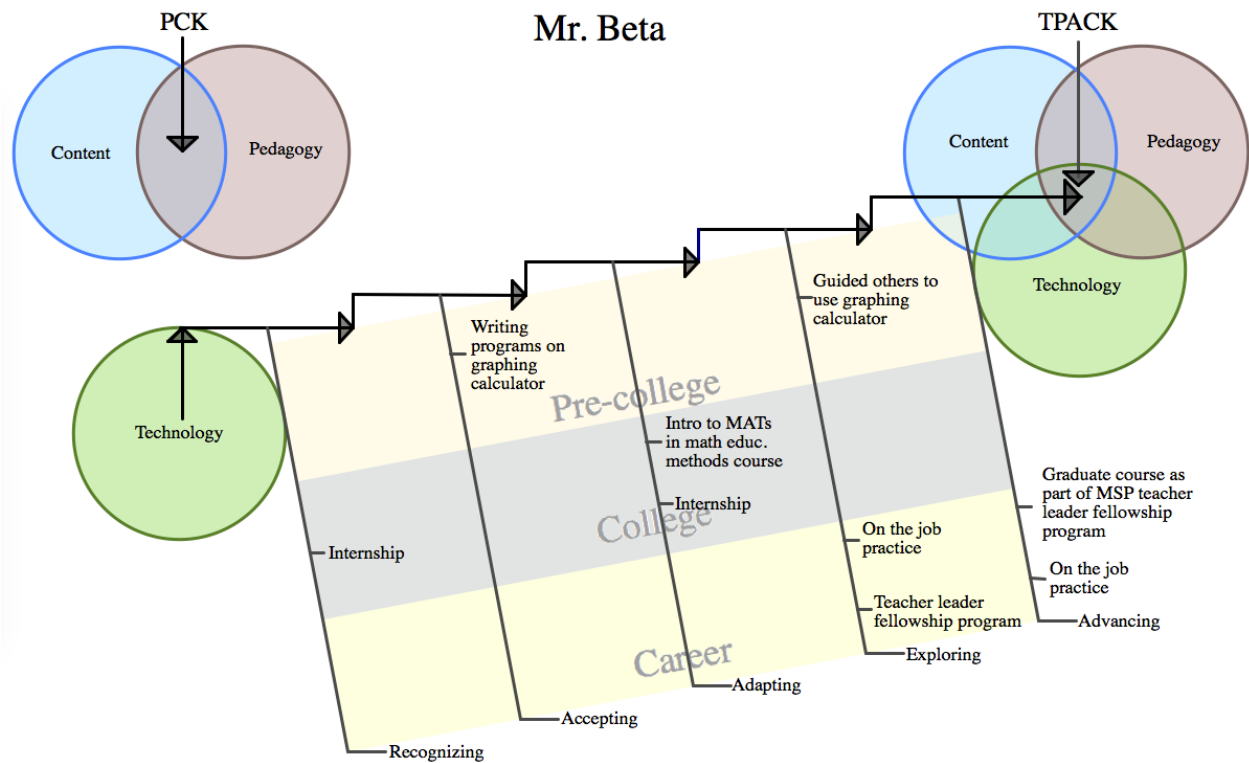 PCK
Mr. Beta
TPACK
Content
Pedagogy
Content
Pedagogy
Technology
Technology
Writing
programs on
graphing
calculator
Guided others to
use graphing
calculator
Pre-college
Intro to MATs
in math educ.
methods course
Internship
College
Internship
On the job
practice
Graduate course as
part of MSP teacher
leader fellowship
program
On the job
practice
Teacher leader
fellowship program
Career
Recognizing
Accepting
Adapting
Exploring
Advancing